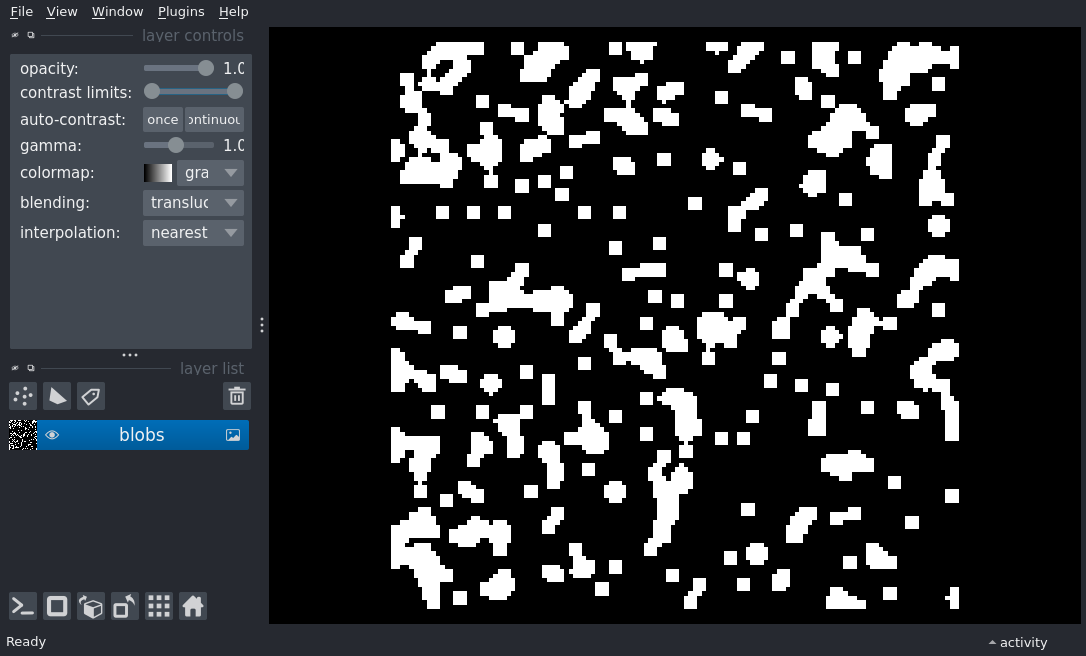 File View Window Plugins Help
layer controls
opacity: 1.0
contrast limits:
auto-contrast: once ontinuou
gamma: 1.0
colormap: gra
blending: transluc
interpolation: nearest
layer list
blobs
Ready
activity